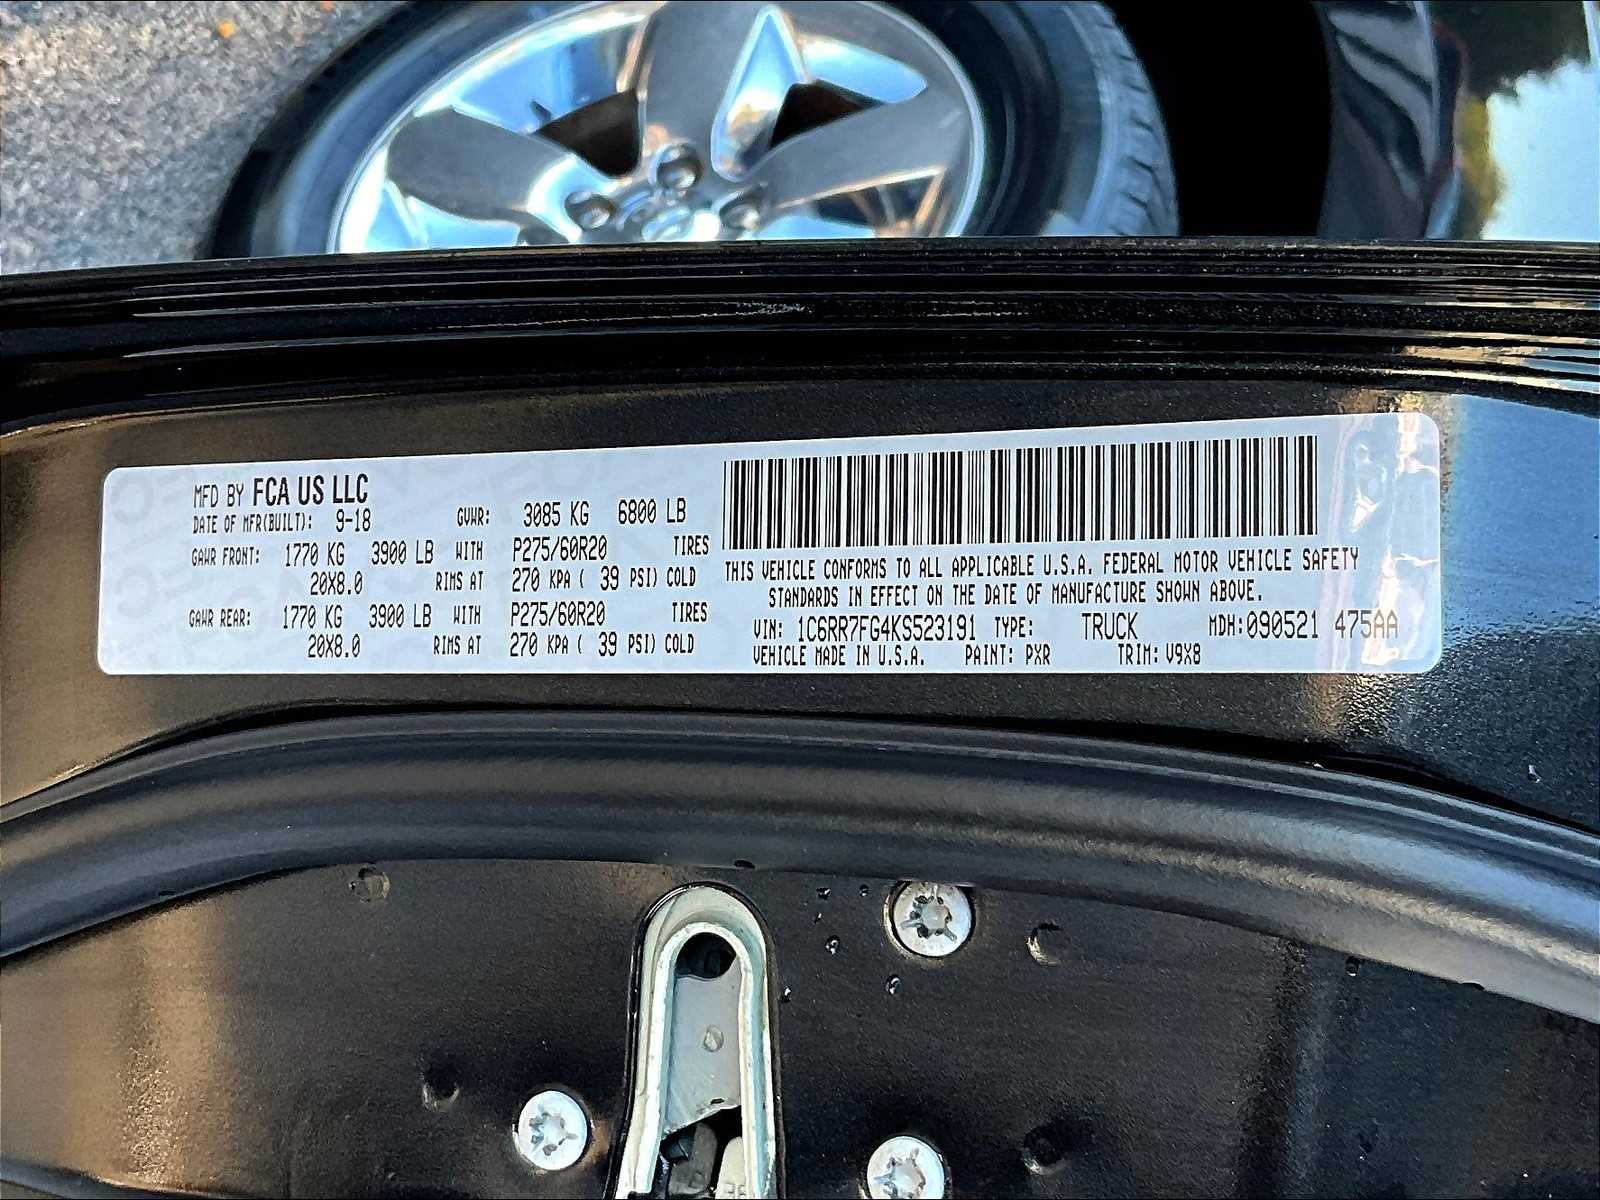 MFD BY FCA US LLC
DATE OF MFR(BUILT): 9-18 GVWR: 3085 KG 6800 LB
GAWR FRONT: 1770 KG 3900 LB WITH P275/60R20 TIRES
20X8.0 RIMS AT 270 KPA ( 39 PSI) COLD
GAWR REAR: 1770 KG 3900 LB WITH P275/60R20 TIRES
20X8.0 RIMS AT 270 KPA ( 39 PSI) COLD
THIS VEHICLE CONFORMS TO ALL APPLICABLE U.S.A. FEDERAL MOTOR VEHICLE SAFETY
STANDARDS IN EFFECT ON THE DATE OF MANUFACTURE SHOWN ABOVE.
VIN: 1C6RR7FG4KS523191 TYPE: TRUCK MDH:090521 475AA
VEHICLE MADE IN U.S.A. PAINT: PXR TRIM: V9X8